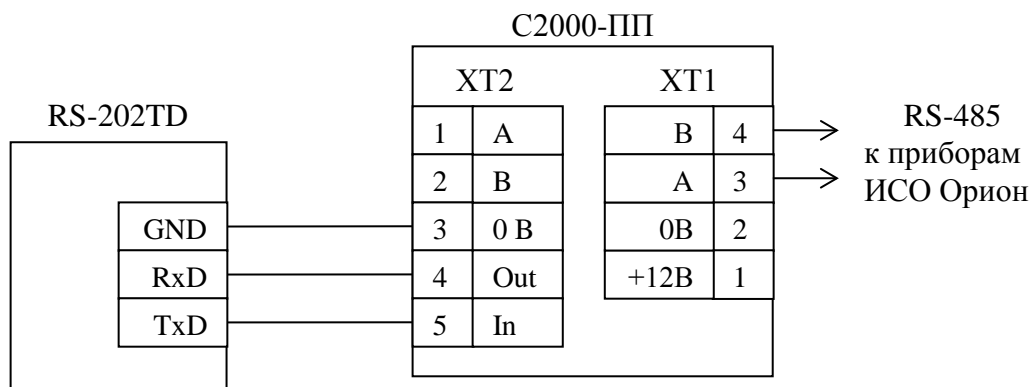 С2000-ПП
RS-202TD
XT2
XT1
1 A
2 B
3 0 В
4 Out
5 In
B 4
A 3
0В 2
+12В 1
GND
RxD
TxD
RS-485
к приборам
ИСО Орион